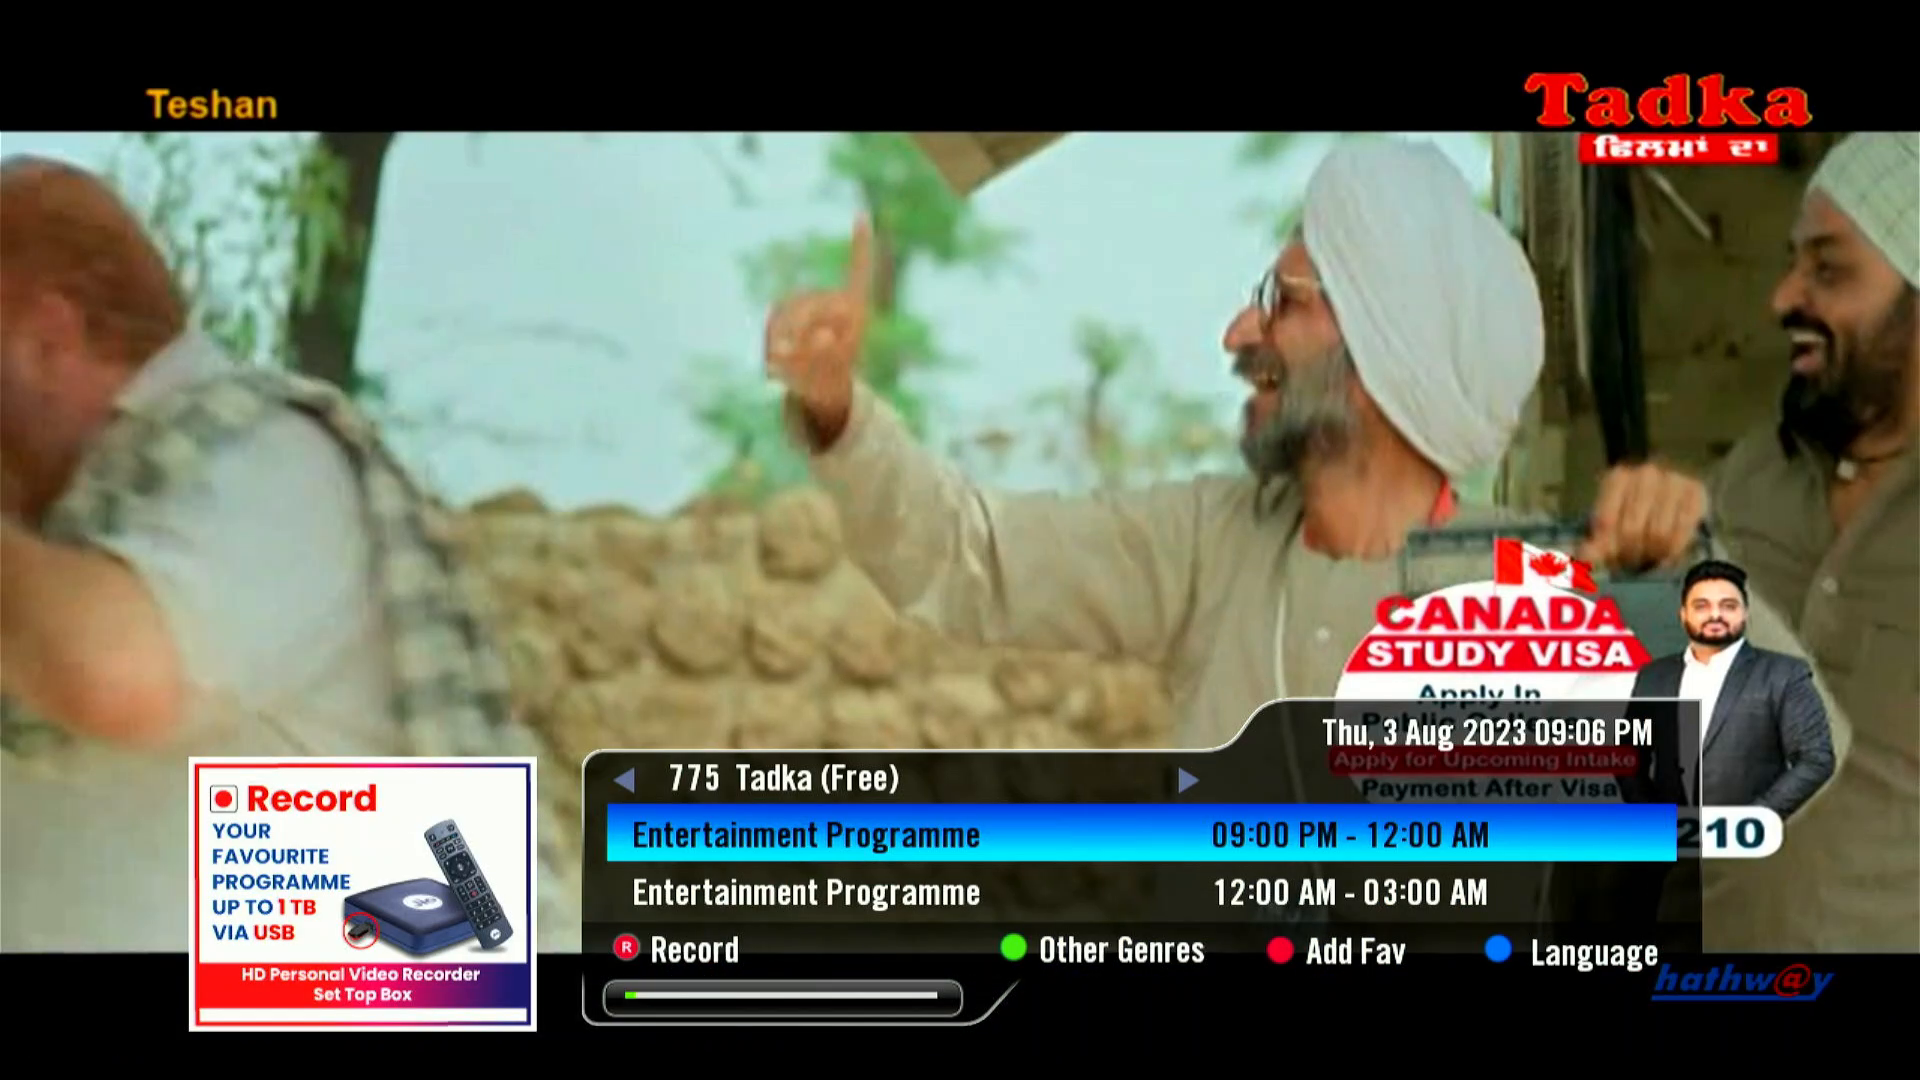 Teshan
Tadka
ਫਿਲਮਾਂ ਦਾ
CANADA
STUDY VISA
Apply In
Thu, 3 Aug 2023 09:06 PM
Apply for Upcoming Intake
Payment After Visa
210
775 Tadka (Free)
Entertainment Programme 09:00 PM - 12:00 AM
Entertainment Programme 12:00 AM - 03:00 AM
R Record Other Genres Add Fav Language
Record
YOUR
FAVOURITE
PROGRAMME
UP TO 1 TB
VIA USB
HD Personal Video Recorder
Set Top Box
hathw@y